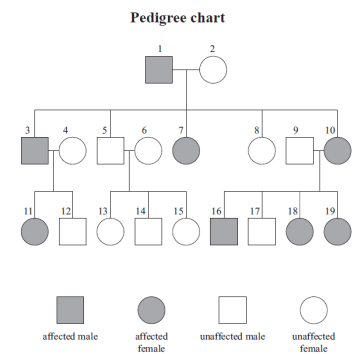 Pedigree chart
1 2
3 4 5 6 7 8 9 10
11 12 13 14 15 16 17 18 19
affected male
affected
female
unaffected male
unaffected
female